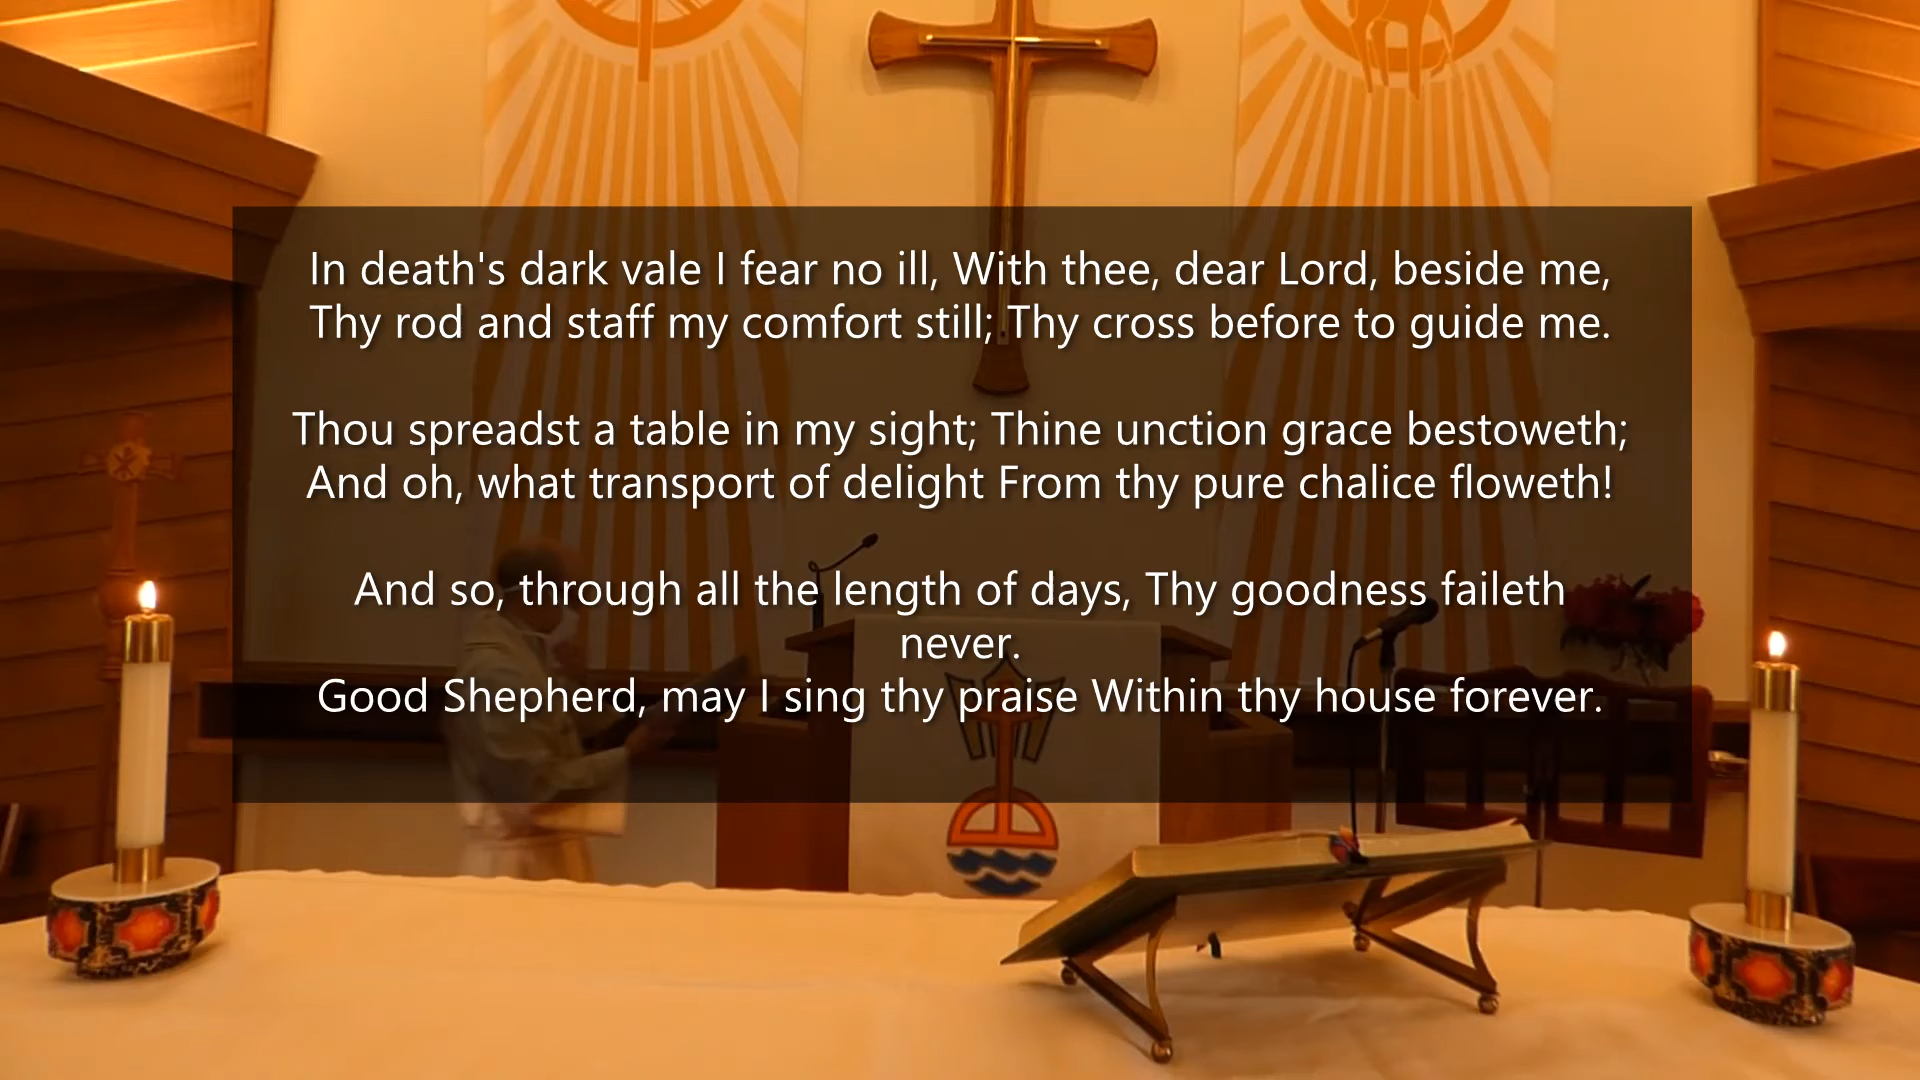 In death's dark vale I fear no ill, With thee, dear Lord, beside me,
Thy rod and staff my comfort still; Thy cross before to guide me.
Thou spreadst a table in my sight; Thine unction grace bestoweth;
And oh, what transport of delight From thy pure chalice floweth!
And so, through all the length of days, Thy goodness faileth
never.
Good Shepherd, may I sing thy praise Within thy house forever.